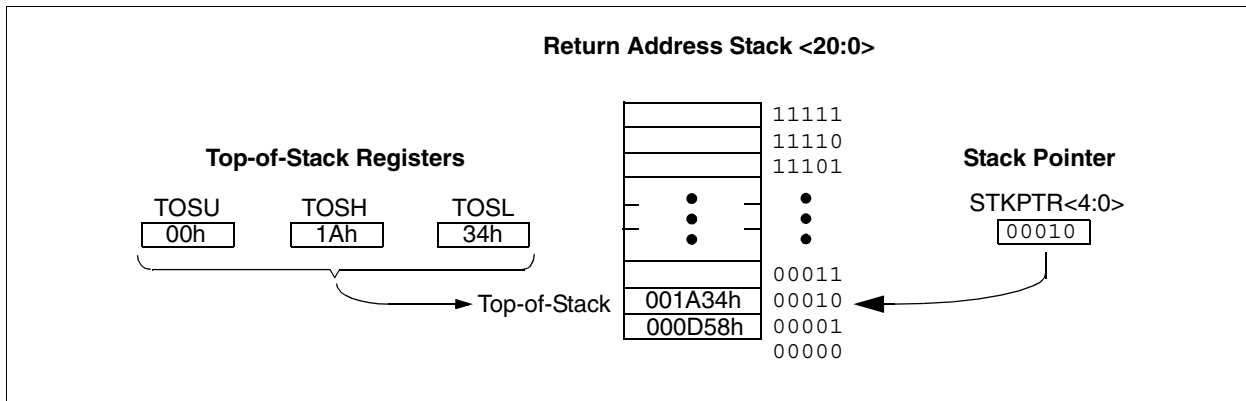 Return Address Stack <20:0>
Top-of-Stack Registers
TOSU TOSH TOSL
00h 1Ah 34h
11111
11110
11101
Stack Pointer
STKPTR<4:0>
00010
00011
Top-of-Stack 001A34h 00010
000D58h 00001
00000